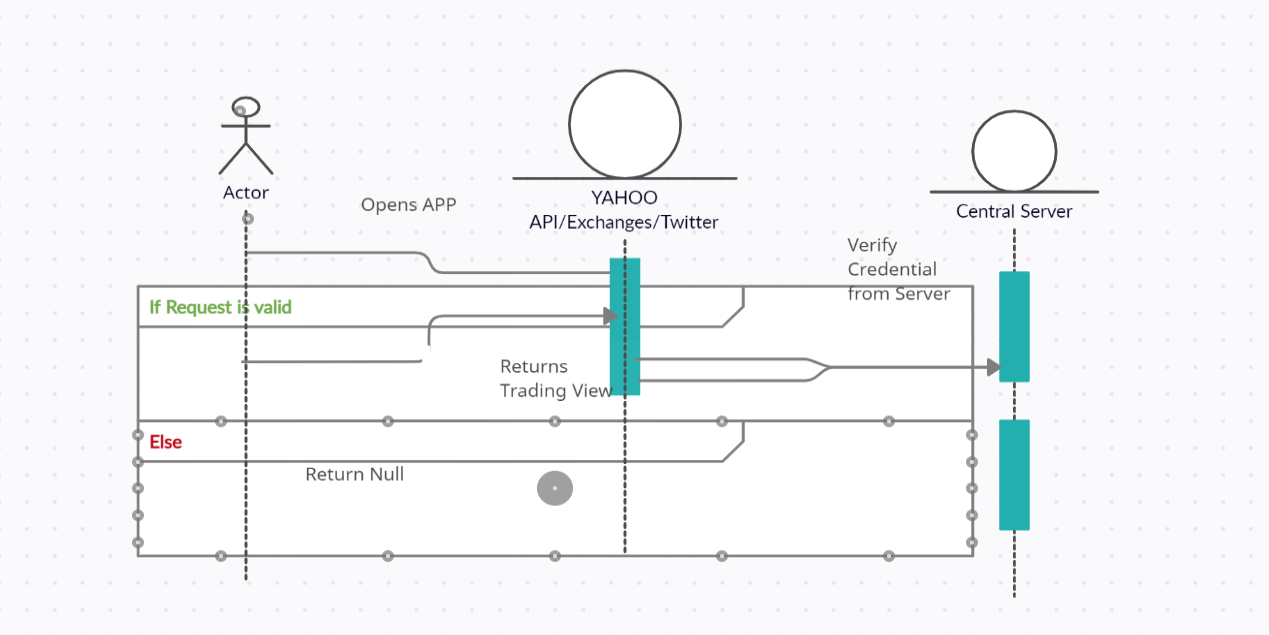 Actor
Opens APP
YAHOO
API/Exchanges/Twitter
Central Server
Verify
Credential
from Server
If Request is valid
Returns
Trading View
Else
Return Null